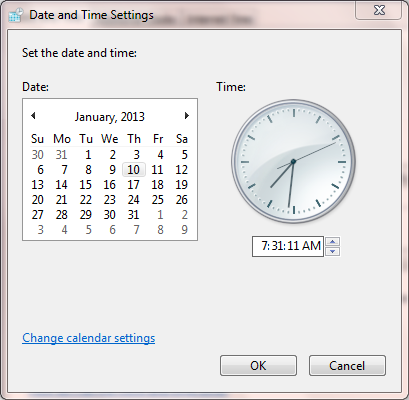 Date and Time Settings
Set the date and time:
Date:
Time:
January, 2013
Su Mo Tu We Th Fr Sa
30 31 1 2 3 4 5
6 7 8 9 10 11 12
13 14 15 16 17 18 19
20 21 22 23 24 25 26
27 28 29 30 31 1 2
3 4 5 6 7 8 9
7:31:11 AM
Change calendar settings
OK
Cancel